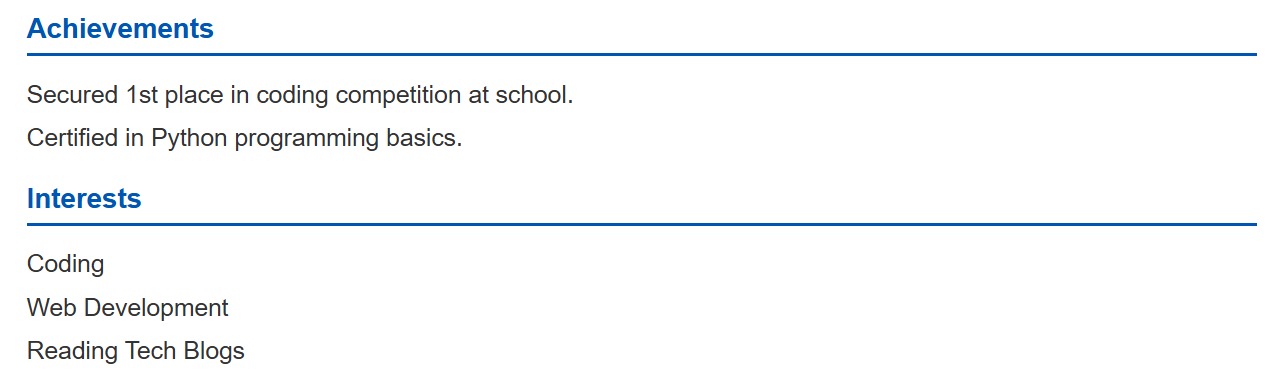 Achievements
Secured 1st place in coding competition at school.
Certified in Python programming basics.
Interests
Coding
Web Development
Reading Tech Blogs